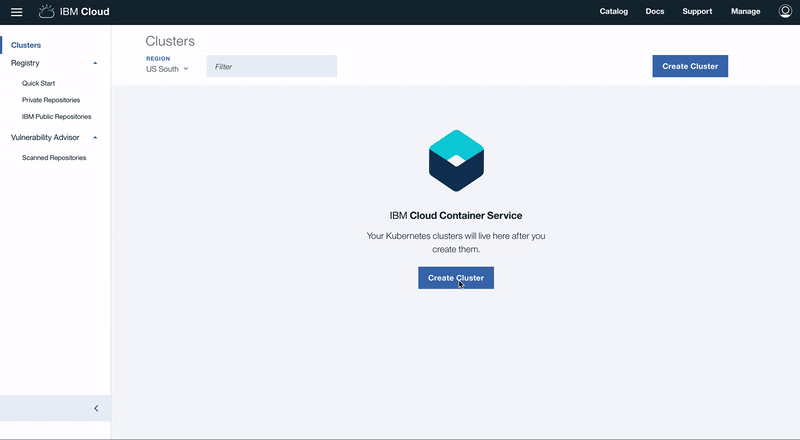 IBM Cloud
Catalog
Docs
Support
Manage
Clusters
Registry
Quick Start
Private Repositories
IBM Public Repositories
Vulnerability Advisor
Scanned Repositories
Clusters
REGION
US South
Filter
Create Cluster
IBM Cloud Container Service
Your Kubernetes clusters will live here after you
create them.
Create Cluster